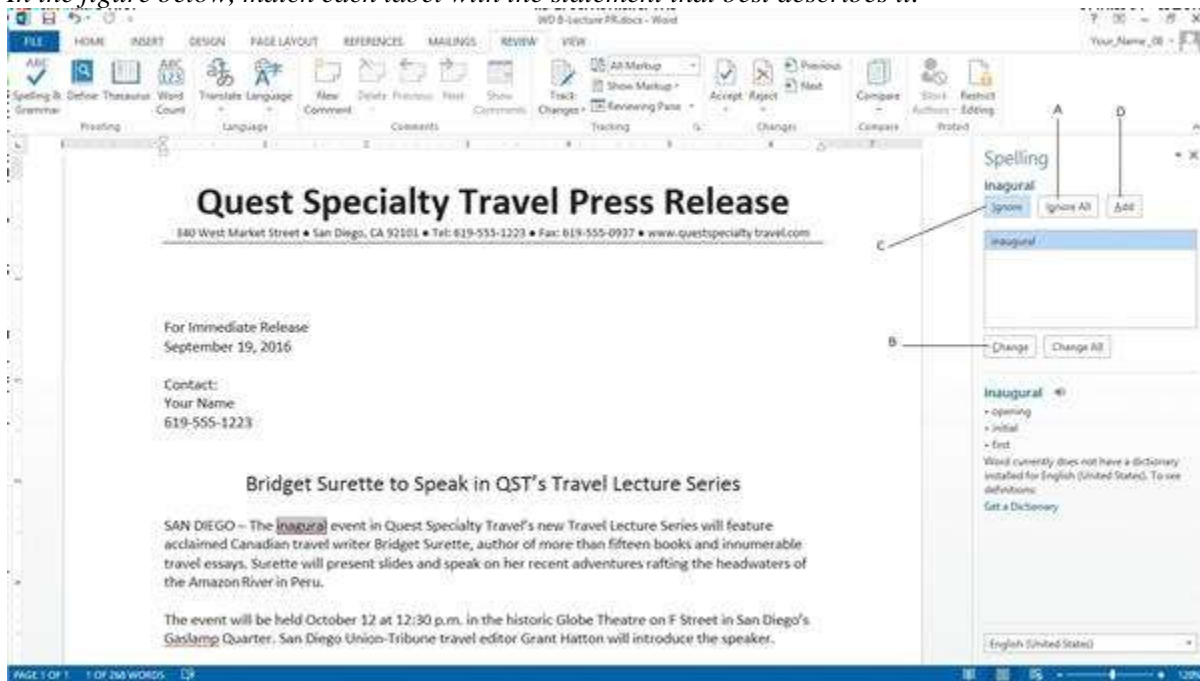 In the figure below, match each label with the statement that best describes it.
WD 8-Lecture PR.docx - Word
FILE HOME INSERT DESIGN PAGE LAYOUT REFERENCES MAILINGS REVIEW VIEW
Your_Name_08
Spelling & Grammar
Define
Thesaurus
Word Count
Translate
Language
New Comment
Delete
Previous
Next
Show Comments
Track Changes
All Markup
Show Markup
Reviewing Pane
Accept
Reject
Previous
Next
Compare
Block Authors
Restrict Editing
Proofing
Language
Comments
Tracking
Changes
Compare
Protect
A
D
Spelling
inagural
Ignore
Ignore All
Add
C
inaugural
B
Change
Change All
Inaugural
• opening
• initial
• first
Word currently does not have a dictionary
installed for English (United States). To see
definitions:
Get a Dictionary
English (United States)
Quest Specialty Travel Press Release
340 West Market Street • San Diego, CA 92101 • Tel: 619-555-1223 • Fax: 619-555-0937 • www.questspecialty travel.com
For Immediate Release
September 19, 2016
Contact:
Your Name
619-555-1223
Bridget Surette to Speak in QST's Travel Lecture Series
SAN DIEGO – The inagural event in Quest Specialty Travel's new Travel Lecture Series will feature
acclaimed Canadian travel writer Bridget Surette, author of more than fifteen books and innumerable
travel essays. Surette will present slides and speak on her recent adventures rafting the headwaters of
the Amazon River in Peru.
The event will be held October 12 at 12:30 p.m. in the historic Globe Theatre on F Street in San Diego's
Gaslamp Quarter. San Diego Union-Tribune travel editor Grant Hatton will introduce the speaker.
PAGE 1 OF 1 1 OF 268 WORDS
120%